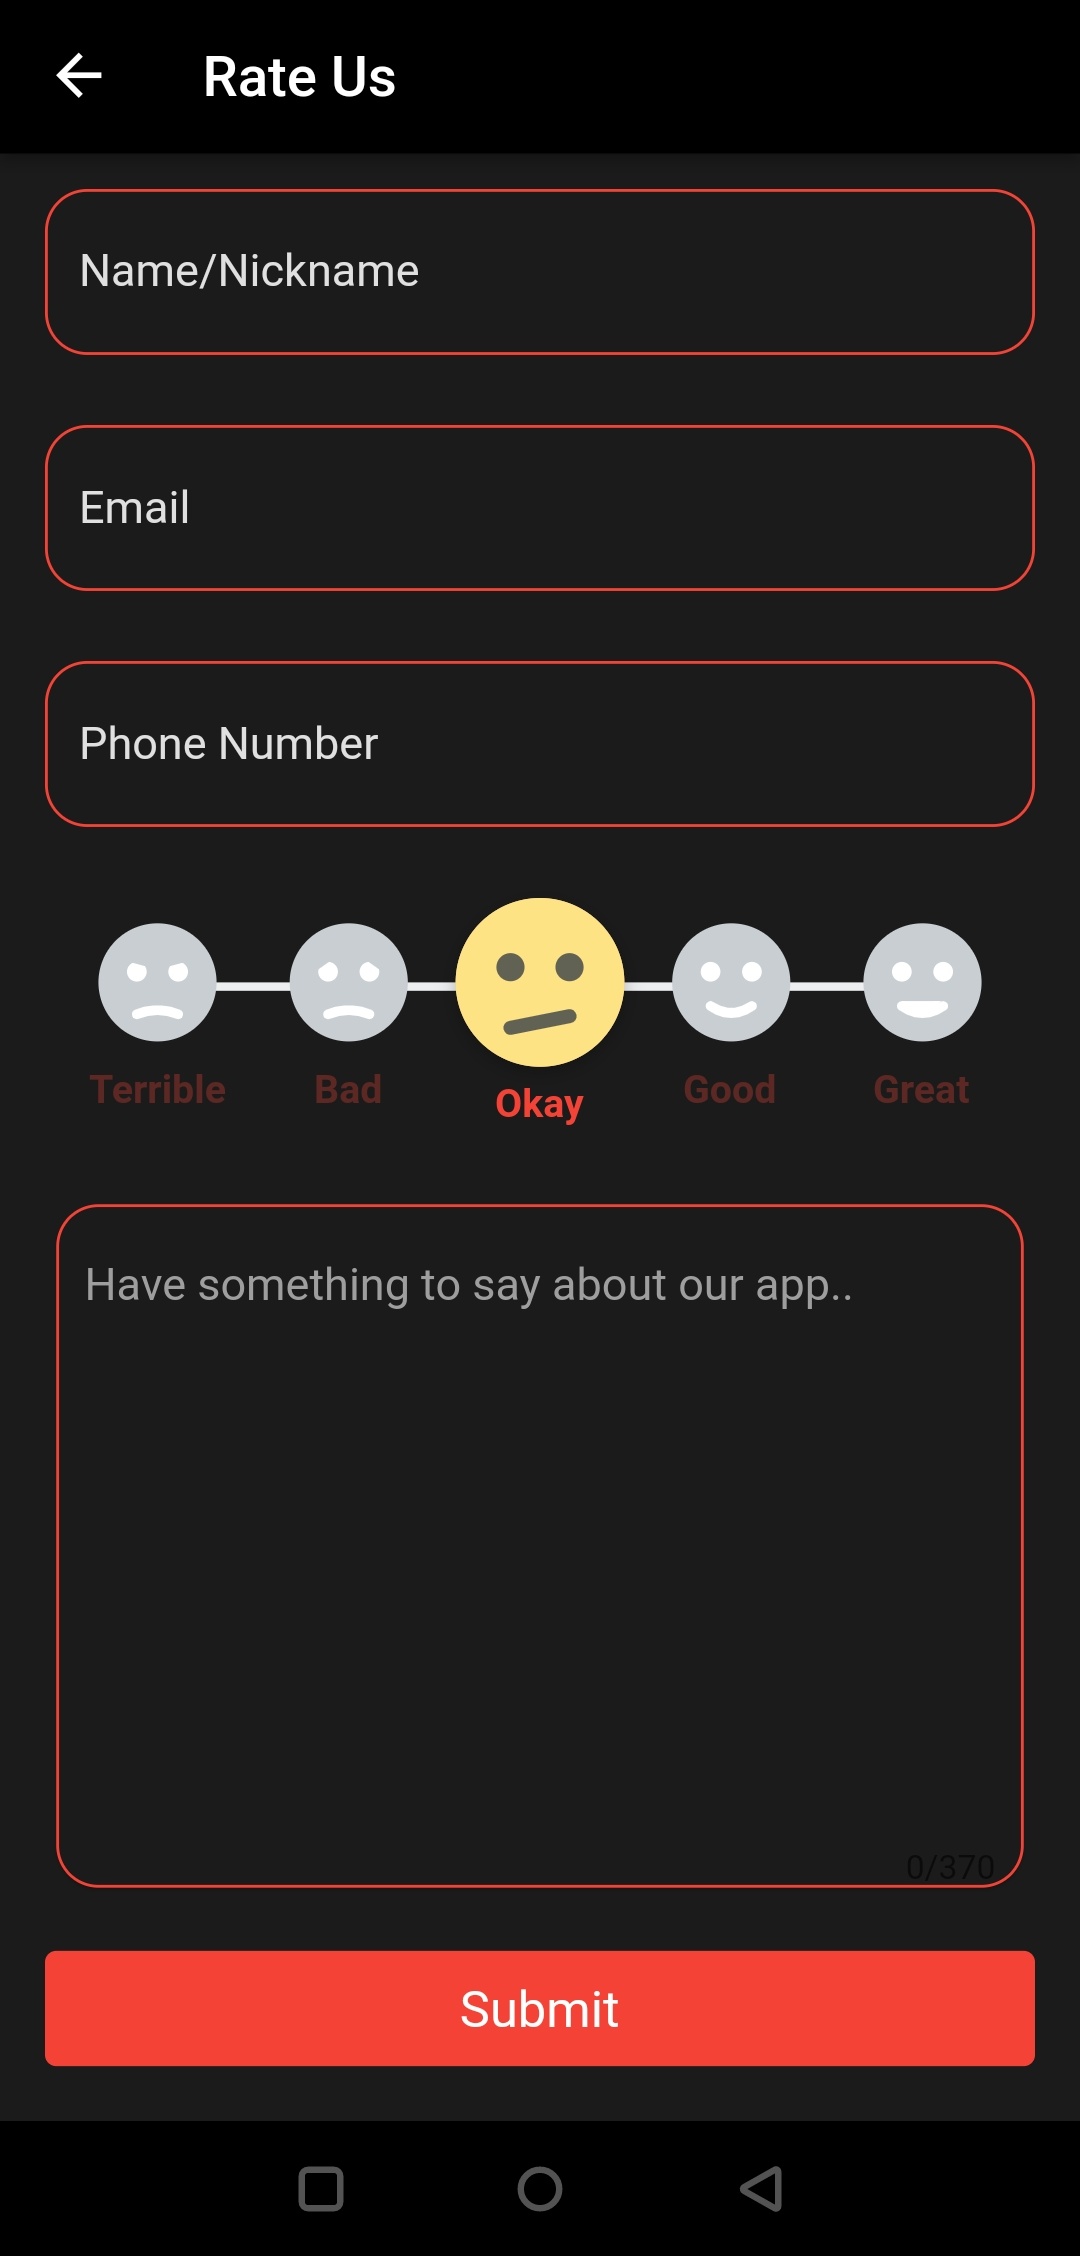 Rate Us
Name/Nickname
Email
Phone Number
Terrible Bad Okay Good Great
Have something to say about our app..
0/370
Submit